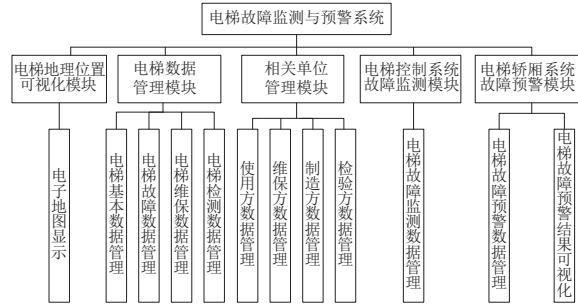 电梯故障监测与预警系统
电梯地理位置
可视化模块
电梯数据
管理模块
相关单位
管理模块
电梯控制系统
故障监测模块
电梯轿厢系统
故障预警模块
电子地图显示
电梯基本数据管理
电梯故障数据管理
电梯维保数据管理
电梯检测数据管理
使用方数据管理
维保方数据管理
制造方数据管理
检验方数据管理
电梯故障监测数据管理
电梯故障预警数据管理
电梯故障预警结果可视化